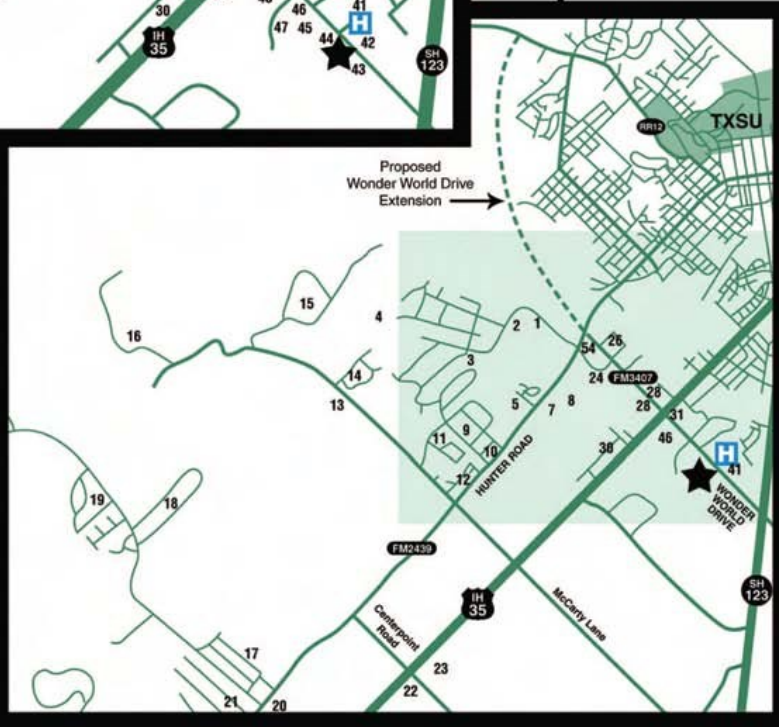 30
IH
35
46
41
47
45
H
44
42
43
SH
123
RR12
TXSU
Proposed
Wonder World Drive
Extension
16
15
4
2
1
3
54
26
14
13
24
FM3407
28
28
5
7
8
31
9
11
10
12
HUNTER ROAD
30
46
H
41
WONDER
WORLD
DRIVE
19
18
FM2439
IH
35
McCarty Lane
SH
123
Centerpoint
Road
17
23
22
21
20